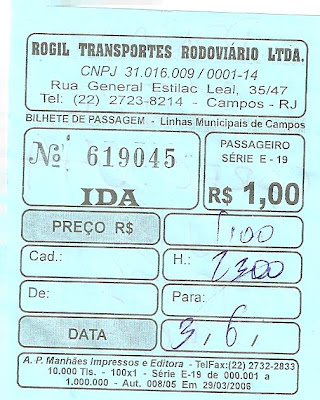 ROGIL TRANSPORTES RODOVIÁRIO LTDA.
CNPJ 31.016.009 / 0001-14
Rua General Estilac Leal, 35/47
Tel: (22) 2723-8214 - Campos - RJ
BILHETE DE PASSAGEM - Linhas Municipais de Campos
Nº 619045
IDA
PASSAGEIRO
SÉRIE E - 19
R$ 1,00
PREÇO R$ 1,00
Cad.: H.: 2300
De: Para:
DATA 3, 6,
A. P. Manhães Impressos e Editora - TelFax:(22) 2732-2833
10.000 Tls. - 100x1 - Série E-19 de 000.001 a
1.000.000 - Aut. 008/05 Em 29/03/2006